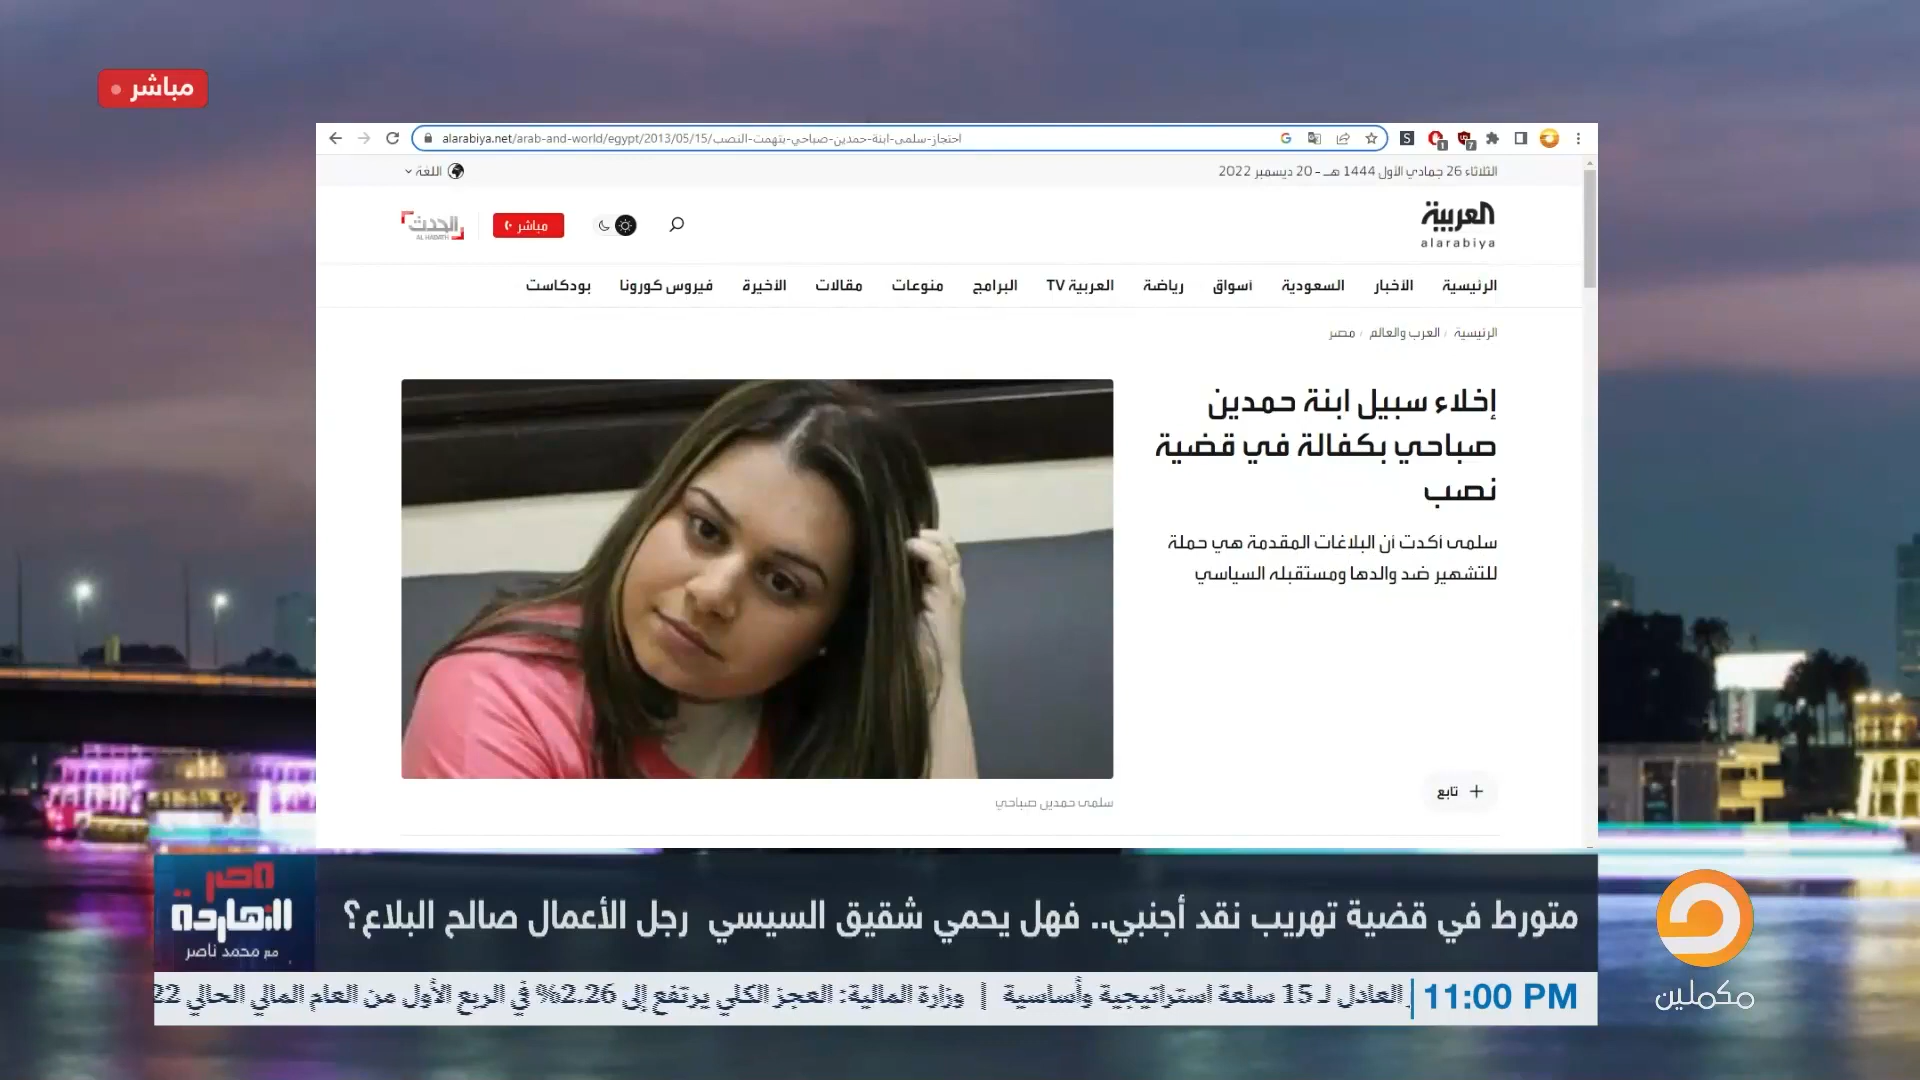 مباشر
alarabiya.net/arab-and-world/egypt/2013/05/15/احتجاز-سلمى-ابنة-حمدين-صباحي-بتهمت-النصب
الثلاثاء 26 جمادي الأول 1444 هـ - 20 ديسمبر 2022
اللغة
العربية
alarabiya
مباشر
الحدث
AL HADATH
الرئيسية الأخبار السعودية أسواق رياضة العربية TV البرامج منوعات مقالات الأخيرة فيروس كورونا بودكاست
الرئيسية / العرب والعالم / مصر
إخلاء سبيل ابنة حمدين
صباحي بكفالة في قضية
نصب
سلمى أكدت أن البلاغات المقدمة هي حملة
للتشهير ضد والدها ومستقبله السياسي
تابع
سلمى حمدين صباحي
مصر
النهاردة
مع محمد ناصر
متورط في قضية تهريب نقد أجنبي.. فهل يحمي شقيق السيسي رجل الأعمال صالح البلاع؟
11:00 PM
العادل لـ 15 سلعة استراتيجية وأساسية | وزارة المالية: العجز الكلي يرتفع إلى 2.26% في الربع الأول من العام المالي الحالي 22
مكملين